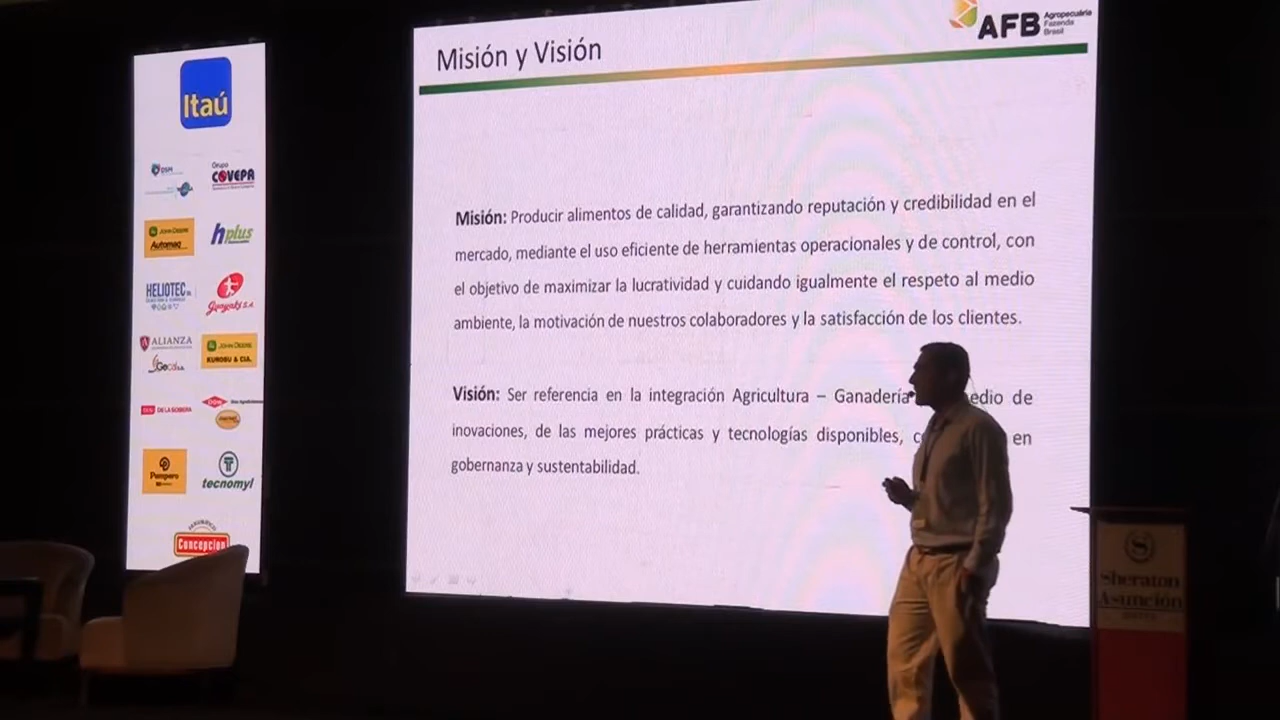 Misión y Visión
AFB Agropecuária
Fazenda
Brasil
Misión: Producir alimentos de calidad, garantizando reputación y credibilidad en el
mercado, mediante el uso eficiente de herramientas operacionales y de control, con
el objetivo de maximizar la lucratividad y cuidando igualmente el respeto al medio
ambiente, la motivación de nuestros colaboradores y la satisfacción de los clientes.
Visión: Ser referencia en la integración Agricultura – Ganadería edio de
inovaciones, de las mejores prácticas y tecnologías disponibles, c en
gobernanza y sustentabilidad.
Itaú
DSM
Grupo
COVEPA
JOHN DEERE
Automaq
hplus
HELIOTEC
ALIANZA
JOHN DEERE
KUROSU & CIA.
DE LA SOBERA
Pampero
tecnomyl
Concepcion
Sheraton
Asunción